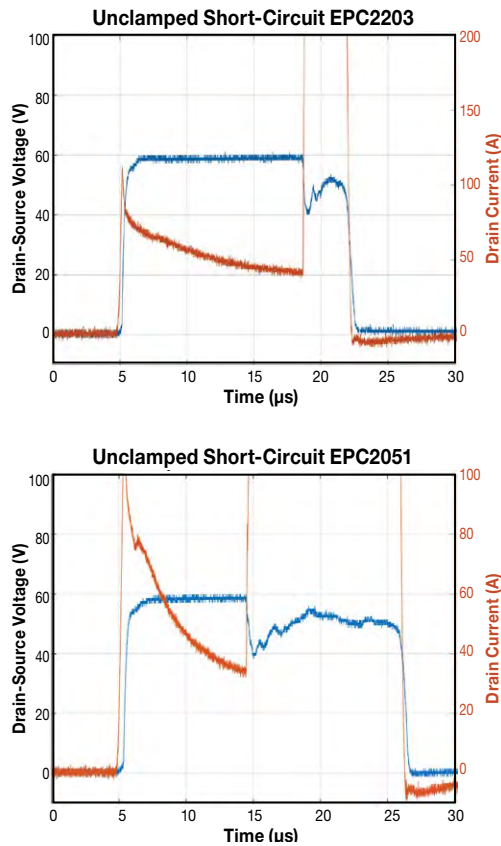 Unclamped Short-Circuit EPC2203
100
80
60
40
20
0
Drain-Source Voltage (V)
200
150
100
50
0
Drain Current (A)
0 5 10 15 20 25 30
Time (µs)
Unclamped Short-Circuit EPC2051
100
80
60
40
20
0
Drain-Source Voltage (V)
100
80
60
40
20
0
Drain Current (A)
0 5 10 15 20 25 30
Time (µs)